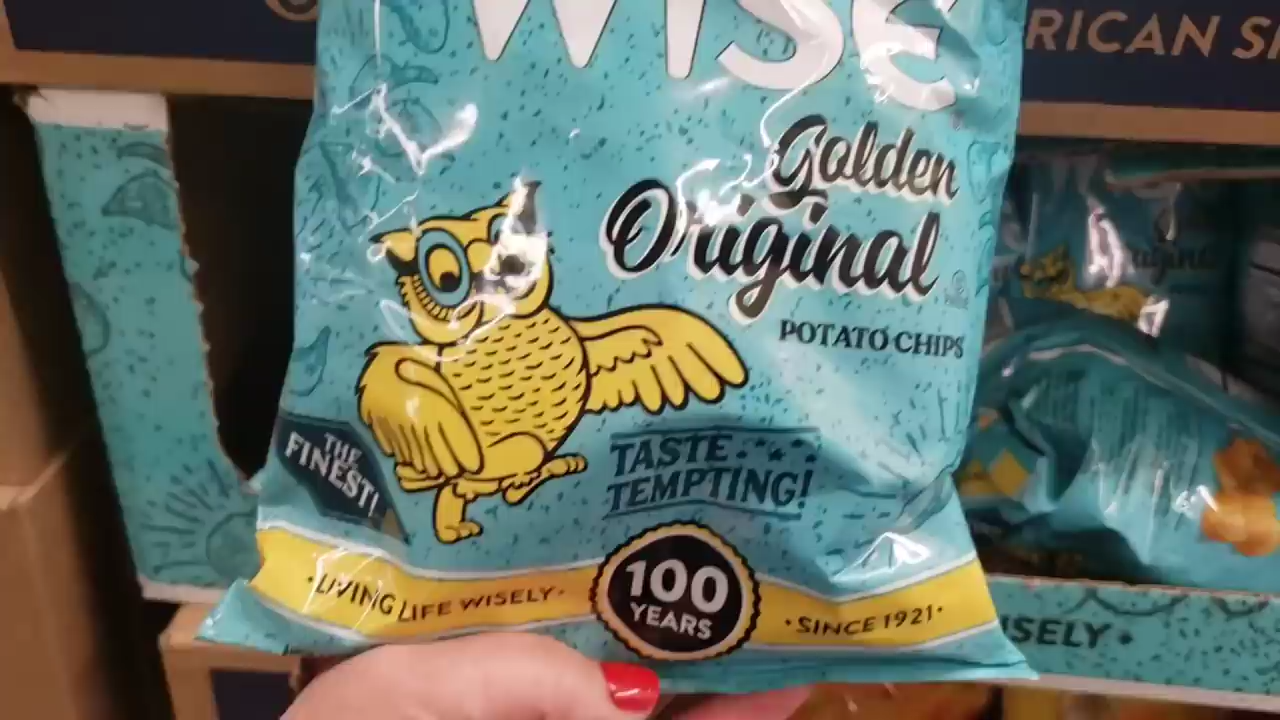 WISE
RICAN S
Golden
Original
POTATO CHIPS
THE
FINEST!
TASTE
TEMPTING!
·LIVING LIFE WISELY·
100
YEARS
·SINCE 1921·
ISELY·